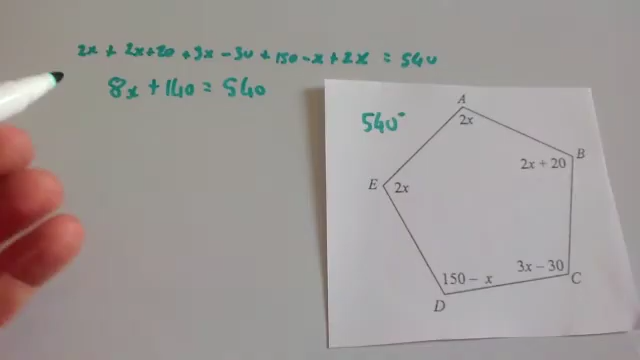 2x + 2x+20 +3x-30 +150-x+2x = 540
8x+140=540
540°
A
2x
B
2x + 20
E
2x
3x – 30
150 – x
C
D